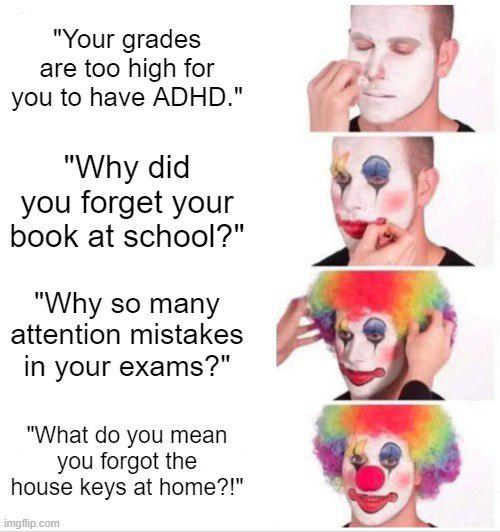 "Your grades
are too high for
you to have ADHD."
"Why did
you forget your
book at school?"
"Why so many
attention mistakes
in your exams?"
"What do you mean
you forgot the
house keys at home?!"
imgflip.com